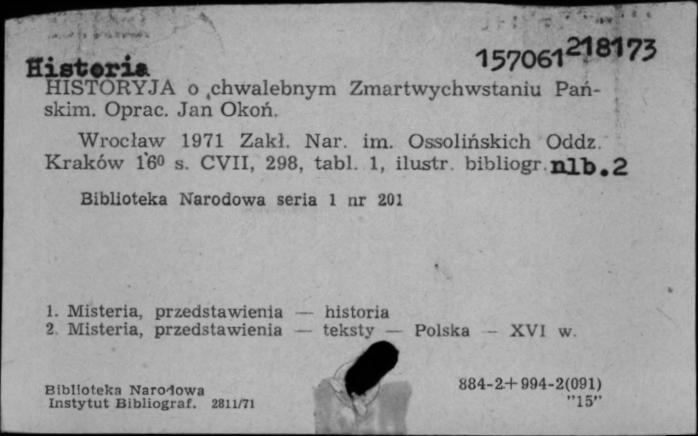 157061 218173
Historia
HISTORYJA o chwalebnym Zmartwychwstaniu Pań-
skim. Oprac. Jan Okoń.
Wrocław 1971 Zakł. Nar. im. Ossolińskich Oddz.
Kraków 16⁰ s. CVII, 298, tabl. 1, ilustr. bibliogr. nlb.2
Biblioteka Narodowa seria 1 nr 201
1. Misteria, przedstawienia — historia
2. Misteria, przedstawienia — teksty — Polska — XVI w.
Biblioteka Narodowa
Instytut Bibliograf. 2811/71
884-2+994-2(091)
"15"